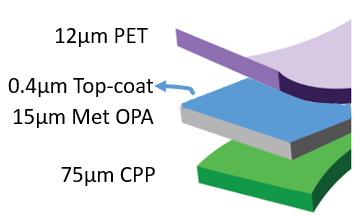 12µm PET
0.4µm Top-coat
15µm Met OPA
75µm CPP